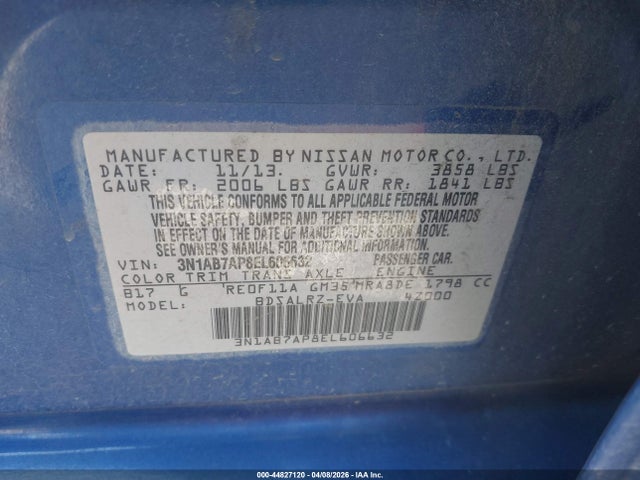 MANUFACTURED BY NISSAN MOTOR CO., LTD.
DATE: 11/13. GVWR: 3858 LBS
GAWR FR: 2006 LBS GAWR RR: 1841 LBS
THIS VEHICLE CONFORMS TO ALL APPLICABLE FEDERAL MOTOR
VEHICLE SAFETY, BUMPER AND THEFT PREVENTION STANDARDS
IN EFFECT ON THE DATE OF MANUFACTURE SHOWN ABOVE.
SEE OWNER'S MANUAL FOR ADDITIONAL INFORMATION.
VIN: 3N1AB7AP8EL606632 PASSENGER CAR.
COLOR TRIM TRANS AXLE ENGINE
B17 G RE0F11A GM35 MRA8DE 1798 CC
MODEL: BDSALRZ-EVA 4Z000
3N1AB7AP8EL606632
000-44827120 - 04/08/2026 - IAA Inc.